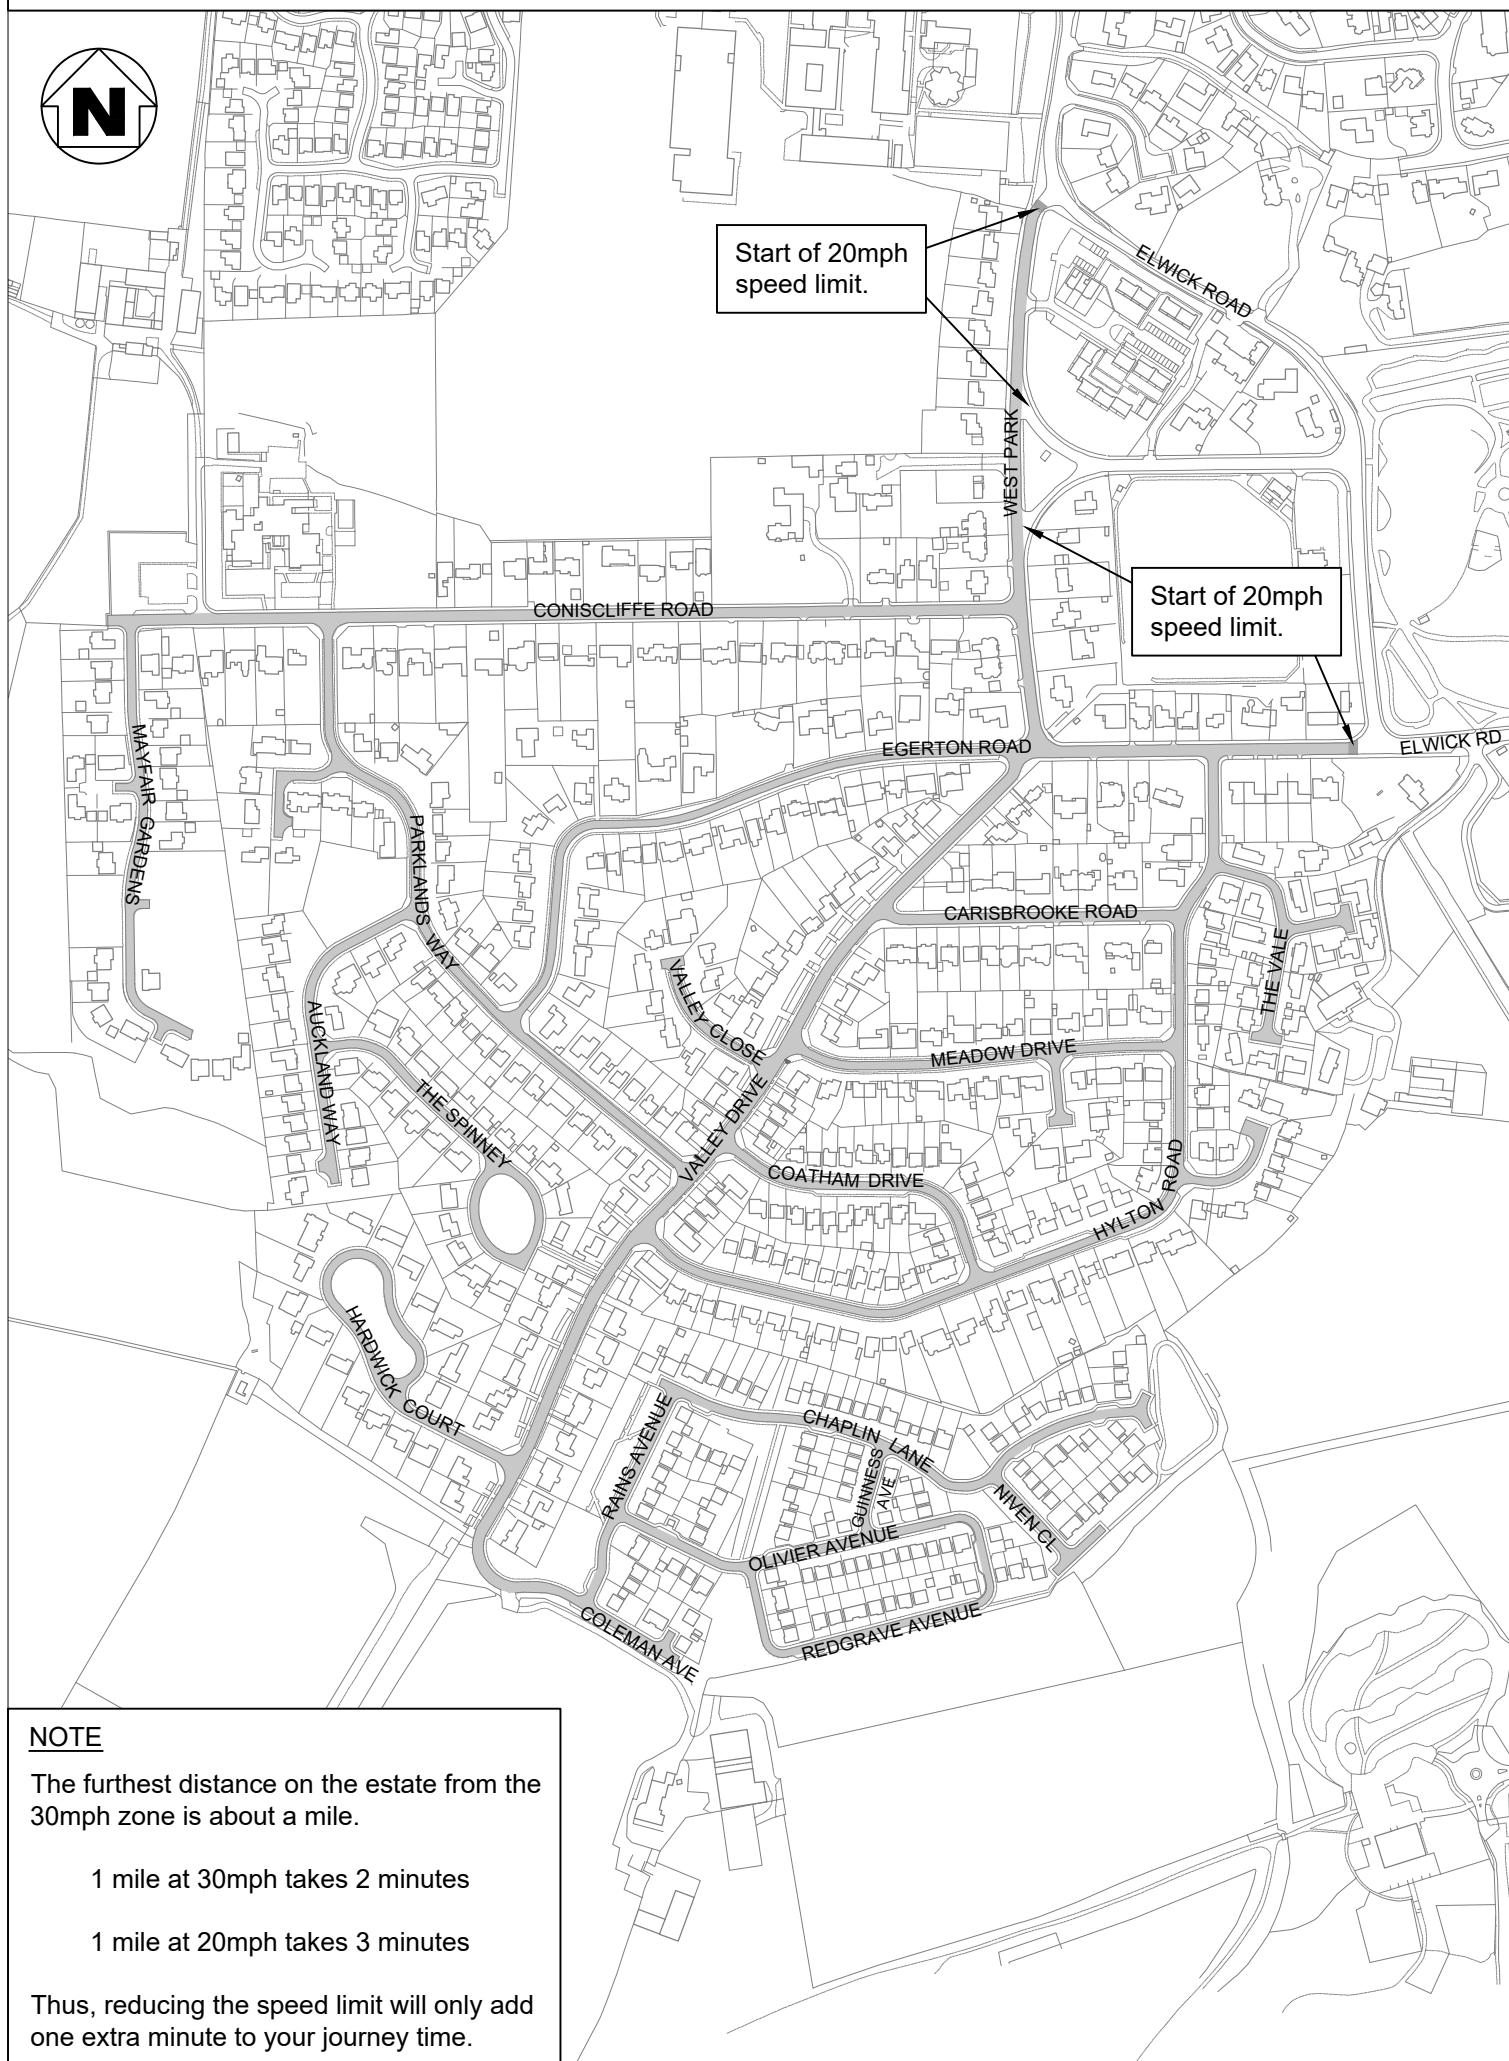 N
Start of 20mph
speed limit.
ELWICK ROAD
WEST PARK
Start of 20mph
speed limit.
CONISCLIFFE ROAD
EGERTON ROAD
ELWICK RD
MAYFAIR GARDENS
PARKLANDS WAY
CARISBROOKE ROAD
THE VALE
VALLEY CLOSE
AUCKLAND WAY
MEADOW DRIVE
THE SPINNEY
VALLEY DRIVE
COATHAM DRIVE
HYLTON ROAD
HARDWICK COURT
RAINS AVENUE
CHAPLIN LANE
GUINNESS
AVE
NIVEN CL
OLIVIER AVENUE
REDGRAVE AVENUE
COLEMAN AVE
NOTE
The furthest distance on the estate from the
30mph zone is about a mile.
1 mile at 30mph takes 2 minutes
1 mile at 20mph takes 3 minutes
Thus, reducing the speed limit will only add
one extra minute to your journey time.